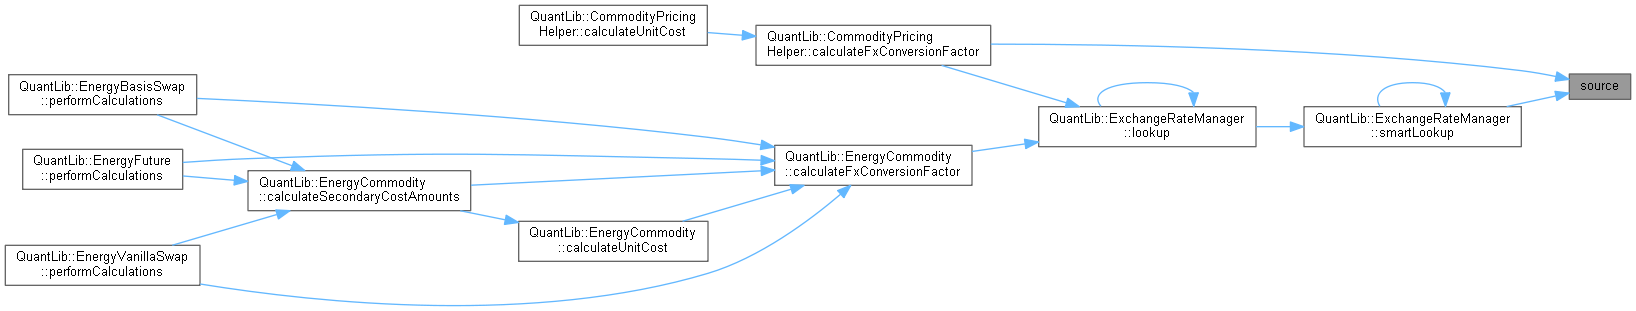 QuantLib::CommodityPricing
Helper::calculateUnitCost
QuantLib::CommodityPricing
Helper::calculateFxConversionFactor
QuantLib::EnergyBasisSwap
::performCalculations
source
QuantLib::ExchangeRateManager
::lookup
QuantLib::ExchangeRateManager
::smartLookup
QuantLib::EnergyFuture
::performCalculations
QuantLib::EnergyCommodity
::calculateFxConversionFactor
QuantLib::EnergyCommodity
::calculateSecondaryCostAmounts
QuantLib::EnergyCommodity
::calculateUnitCost
QuantLib::EnergyVanillaSwap
::performCalculations